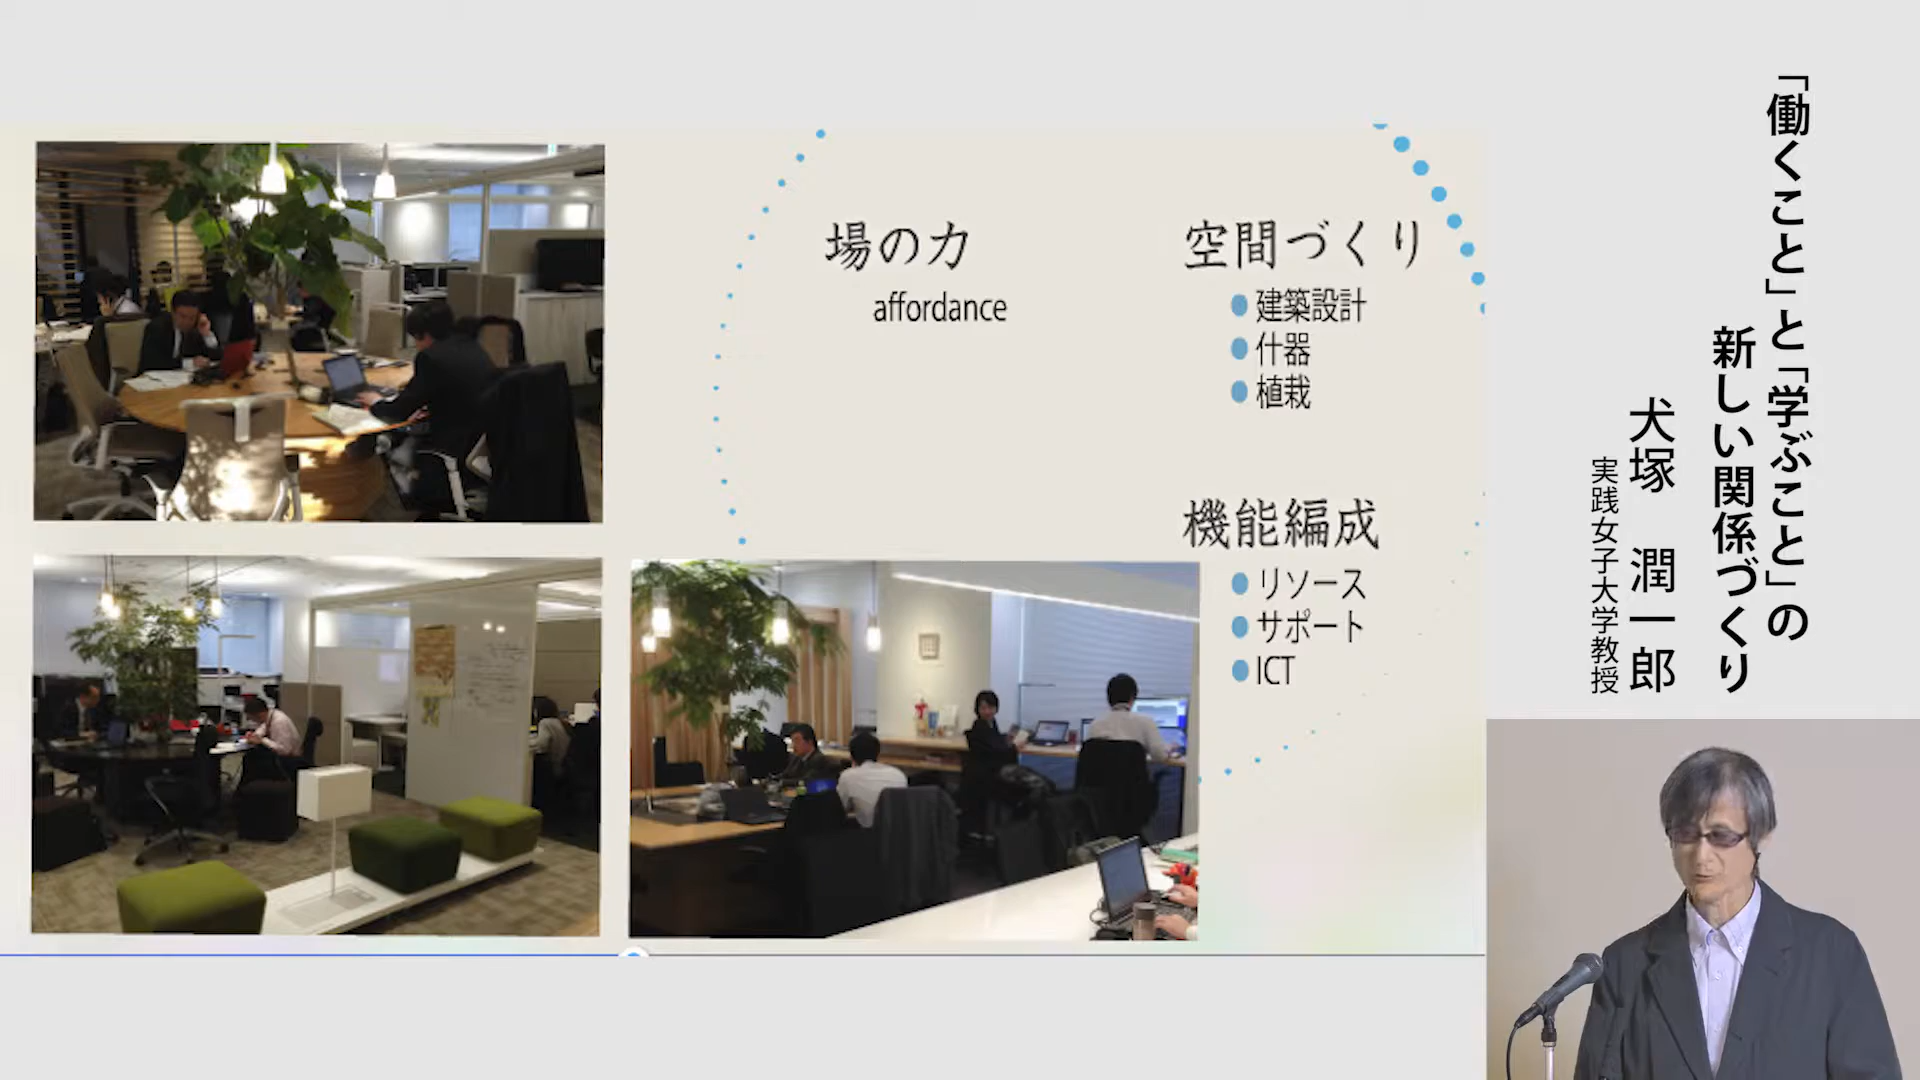 「働くこと」と「学ぶこと」の
新しい関係づくり
犬塚 潤一郎
実践女子大学教授
場の力
affordance
空間づくり
建築設計
什器
植栽
機能編成
リソース
サポート
ICT